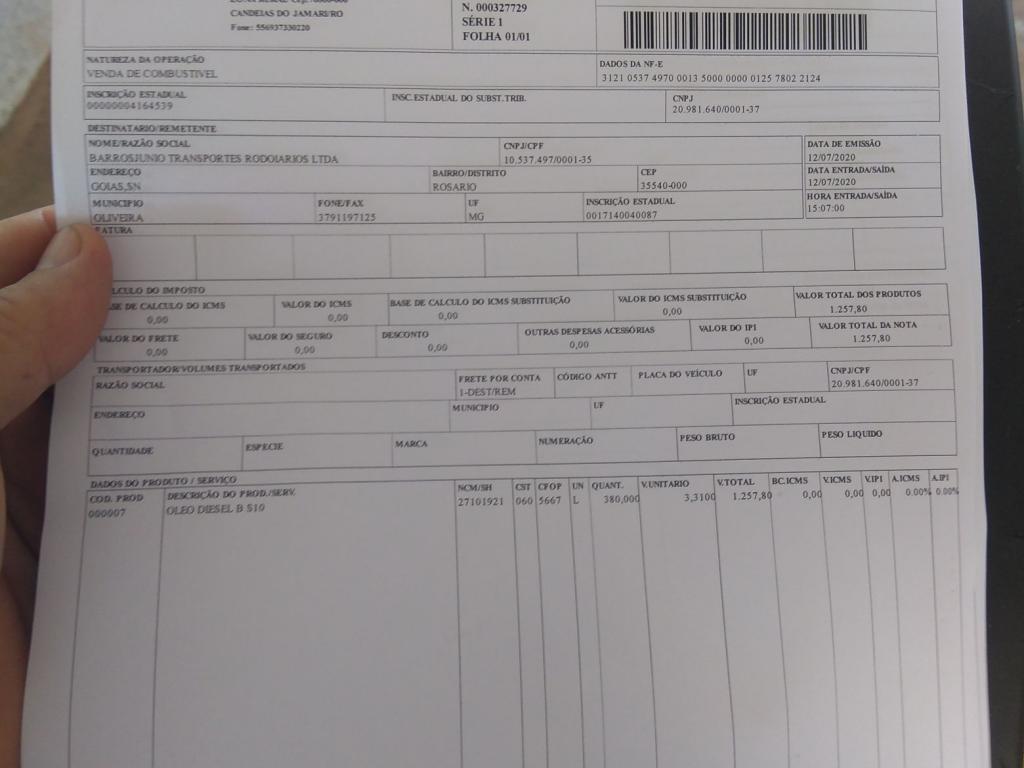 CANDEIAS DO JAMARI/RO
Fone: 556937330220
N. 000327729
SÉRIE 1
FOLHA 01/01
NATUREZA DA OPERAÇÃO
VENDA DE COMBUSTIVEL
DADOS DA NF-E
3121 0537 4970 0013 5000 0000 0125 7802 2124
INSCRIÇÃO ESTADUAL
00000004164539
INSC.ESTADUAL DO SUBST.TRIB.
CNPJ
20.981.640/0001-37
DESTINATARIO/REMETENTE
NOME/RAZÃO SOCIAL
BARROSJUNIO TRANSPORTES RODOIARIOS LTDA
CNPJ/CPF
10.537.497/0001-35
DATA DE EMISSÃO
12/07/2020
ENDEREÇO
GOIAS,SN
BAIRRO/DISTRITO
ROSARIO
CEP
35540-000
DATA ENTRADA/SAÍDA
12/07/2020
MUNICIPIO
OLIVEIRA
FONE/FAX
3791197125
UF
MG
INSCRIÇÃO ESTADUAL
0017140040087
HORA ENTRADA/SAÍDA
15:07:00
FATURA
CALCULO DO IMPOSTO
BASE DE CALCULO DO ICMS
0,00
VALOR DO ICMS
0,00
BASE DE CALCULO DO ICMS SUBSTITUIÇÃO
0,00
VALOR DO ICMS SUBSTITUIÇÃO
0,00
VALOR TOTAL DOS PRODUTOS
1.257,80
VALOR DO FRETE
0,00
VALOR DO SEGURO
0,00
DESCONTO
0,00
OUTRAS DESPESAS ACESSÓRIAS
0,00
VALOR DO IPI
0,00
VALOR TOTAL DA NOTA
1.257,80
TRANSPORTADOR/VOLUMES TRANSPORTADOS
RAZÃO SOCIAL
FRETE POR CONTA
1-DEST/REM
CÓDIGO ANTT
PLACA DO VEÍCULO
UF
CNPJ/CPF
20.981.640/0001-37
ENDEREÇO
MUNICIPIO
UF
INSCRIÇÃO ESTADUAL
QUANTIDADE
ESPECIE
MARCA
NUMERAÇÃO
PESO BRUTO
PESO LIQUIDO
DADOS DO PRODUTO / SERVIÇO
COD. PROD DESCRIÇÃO DO PROD./SERV. NCM/SH CST CFOP UN QUANT. V.UNITARIO V.TOTAL BC.ICMS V.ICMS V.IPI A.ICMS A.IPI
000007 OLEO DIESEL B S10 27101921 060 5667 L 380,000 3,3100 1.257,80 0,00 0,00 0,00 0.00% 0.00%